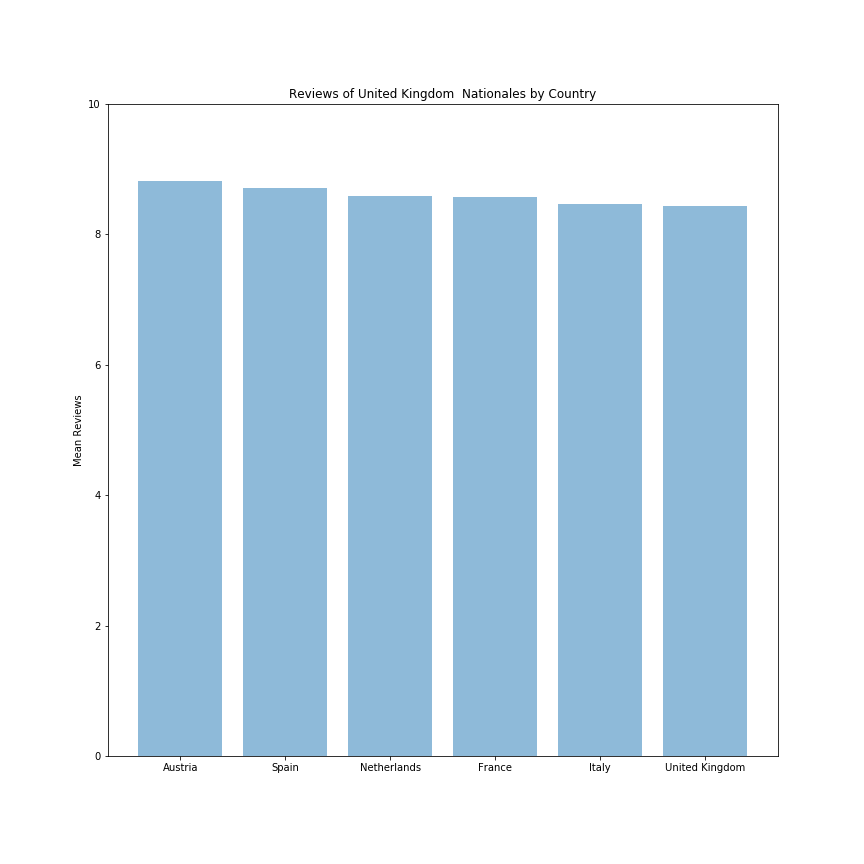 Reviews of United Kingdom  Nationales by Country
10
8
6
4
2
0
Mean Reviews
Austria Spain Netherlands France Italy United Kingdom